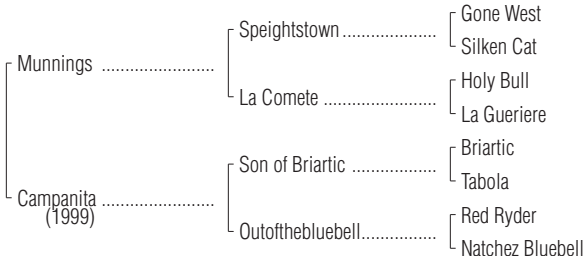 Gone West
Speightstown ....................
Silken Cat
Munnings ........................
Holy Bull
La Comete ........................
La Gueriere
Briartic
Son of Briartic ..................
Tabola
Campanita ........................
(1999)
Red Ryder
Outofthebluebell................
Natchez Bluebell